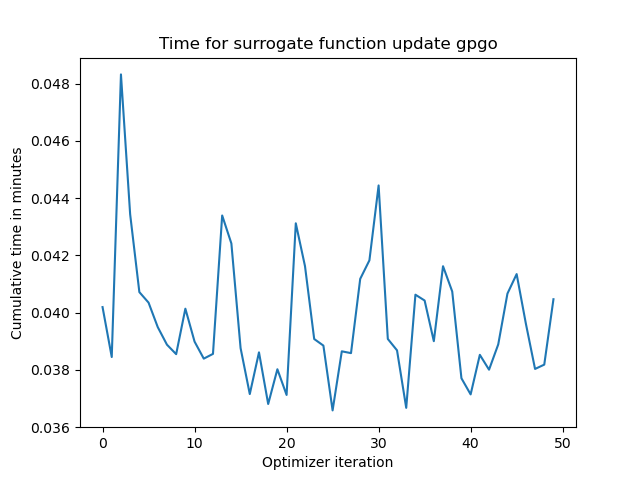 Time for surrogate function update gpgo
Cumulative time in minutes
0.048
0.046
0.044
0.042
0.040
0.038
0.036
0 10 20 30 40 50
Optimizer iteration